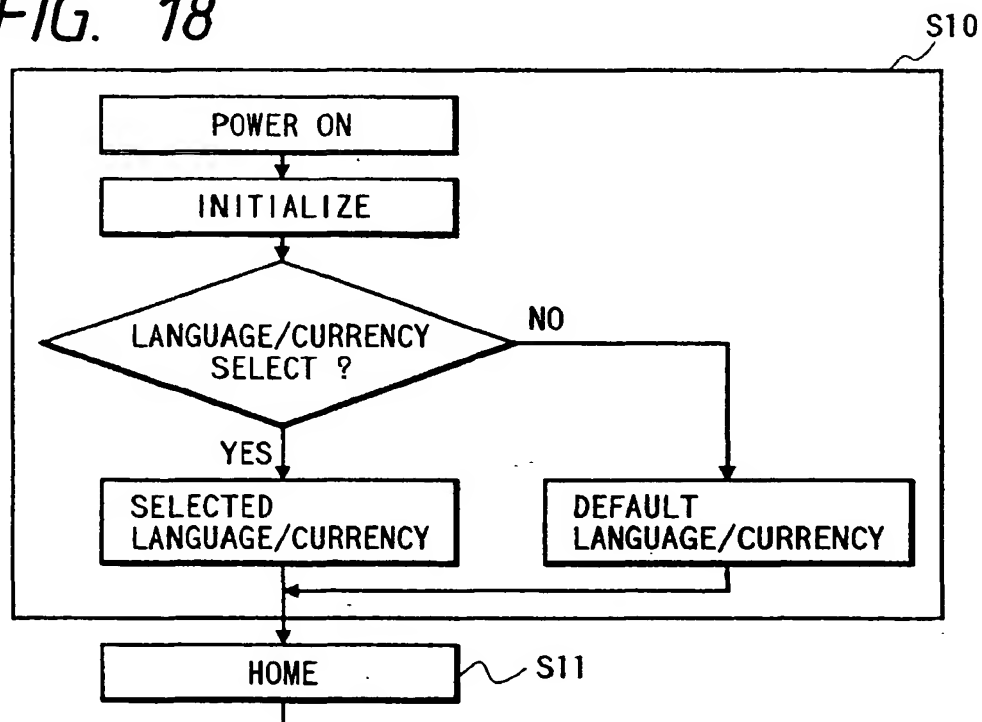 FIG. 18
S10
POWER ON
INITIALIZE
LANGUAGE/CURRENCY
SELECT ?
NO
YES
SELECTED
LANGUAGE/CURRENCY
DEFAULT
LANGUAGE/CURRENCY
HOME
S11